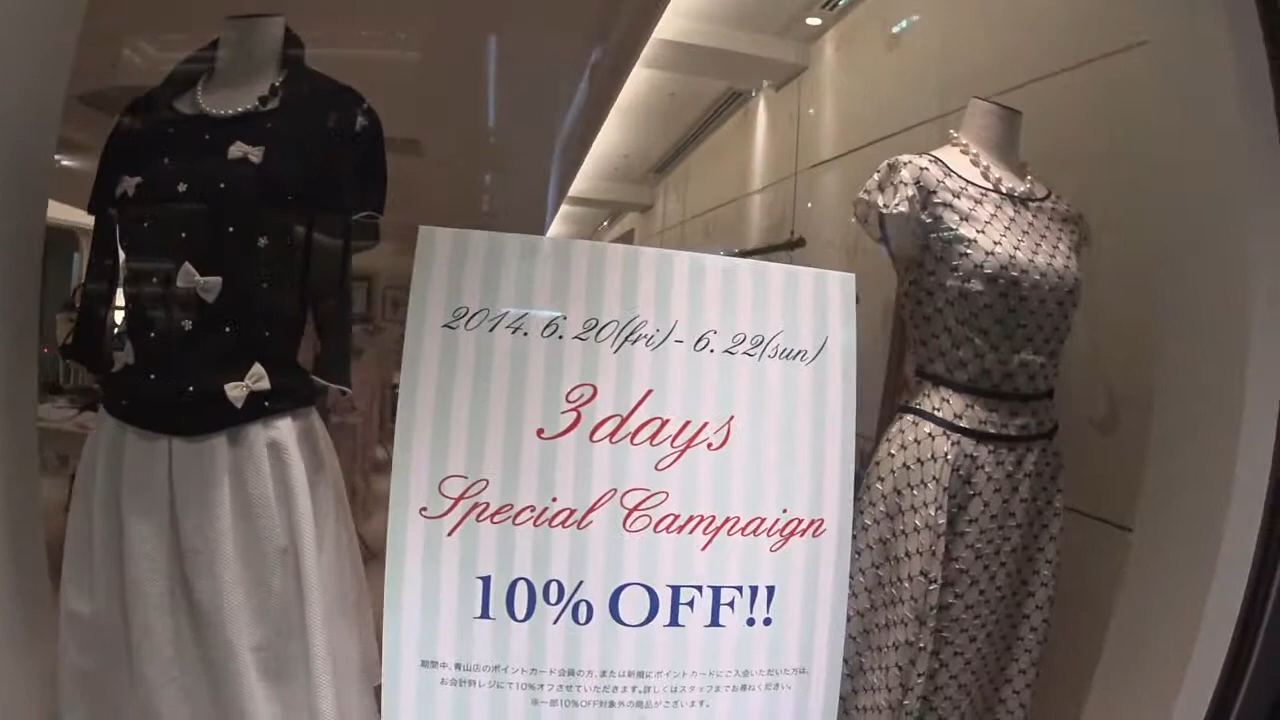 2014. 6. 20(fri) - 6. 22(sun)
3days
Special Campaign
10% OFF!!
期間中、青山店のポイントカード会員の方、または新規にポイントカードにご入会いただいた方は、
お会計時レジにて10%オフさせていただきます。詳しくはスタッフまでお尋ねください。
※一部10%OFF対象外の商品がございます。